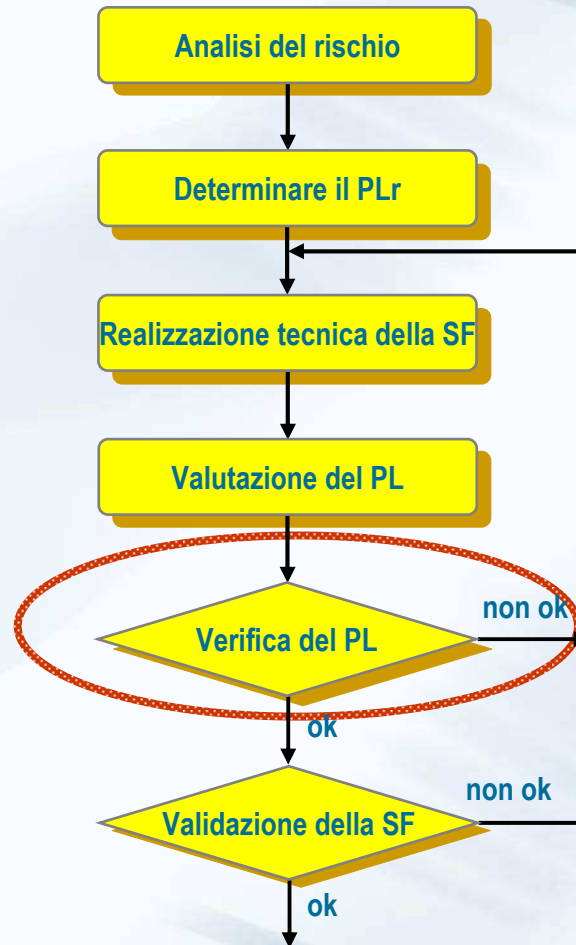 Analisi del rischio
Determinare il PLr
Realizzazione tecnica della SF
Valutazione del PL
Verifica del PL
non ok
ok
Validazione della SF
non ok
ok